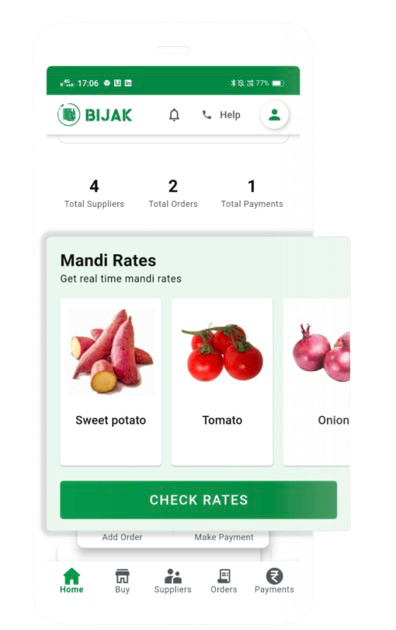 4G 17:06 77%
BIJAK Help
4 2 1
Total Suppliers Total Orders Total Payments
Mandi Rates
Get real time mandi rates
Sweet potato Tomato Onion
CHECK RATES
Add Order Make Payment
Home Buy Suppliers Orders Payments